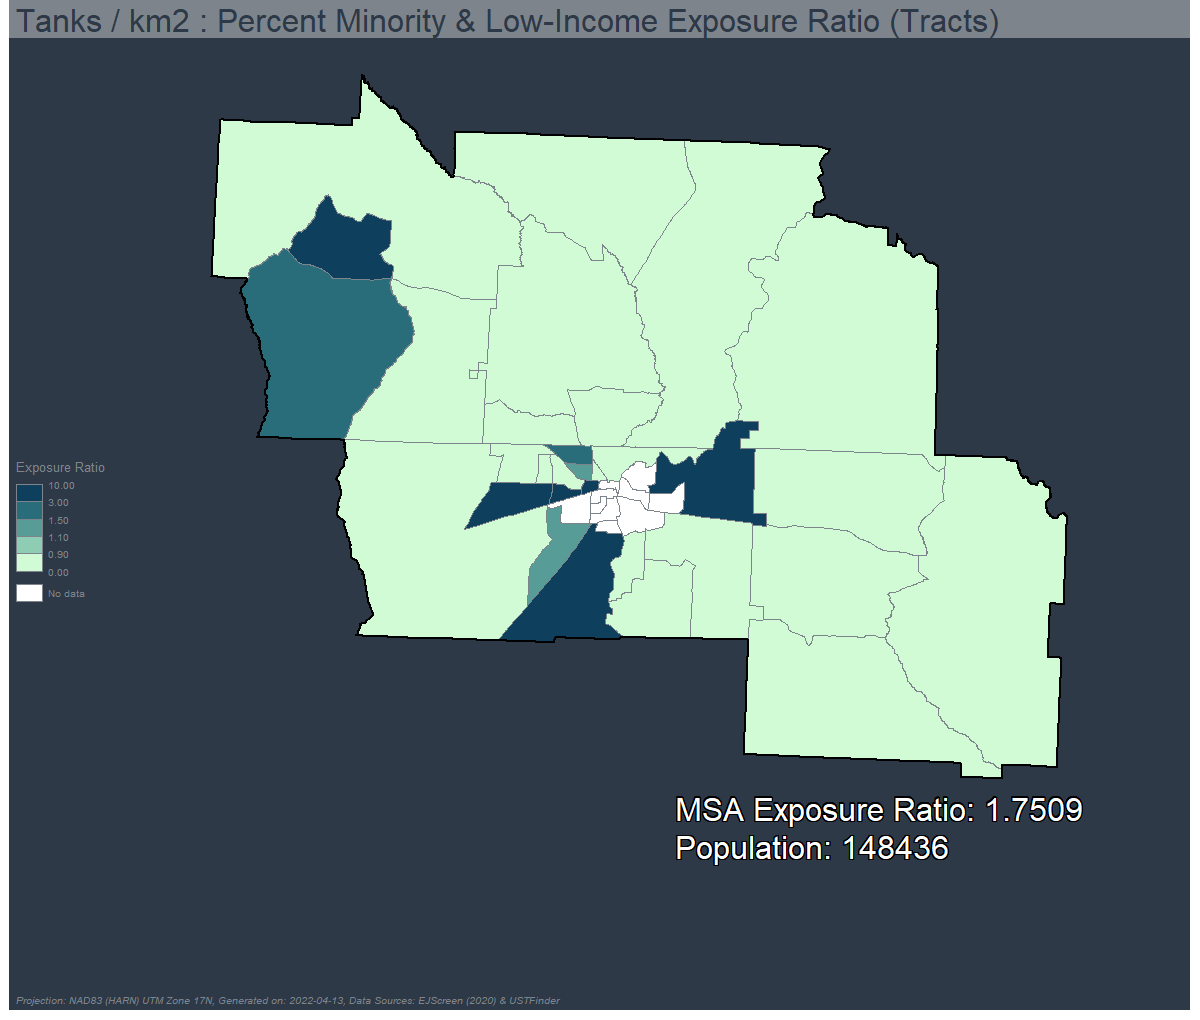 Tanks / km2 : Percent Minority & Low-Income Exposure Ratio (Tracts)
Exposure Ratio
10.00
3.00
1.50
1.10
0.90
0.00
No data
MSA Exposure Ratio: 1.7509
Population: 148436
Projection: NAD83 (HARN) UTM Zone 17N, Generated on: 2022-04-13, Data Sources: EJScreen (2020) & USTFinder